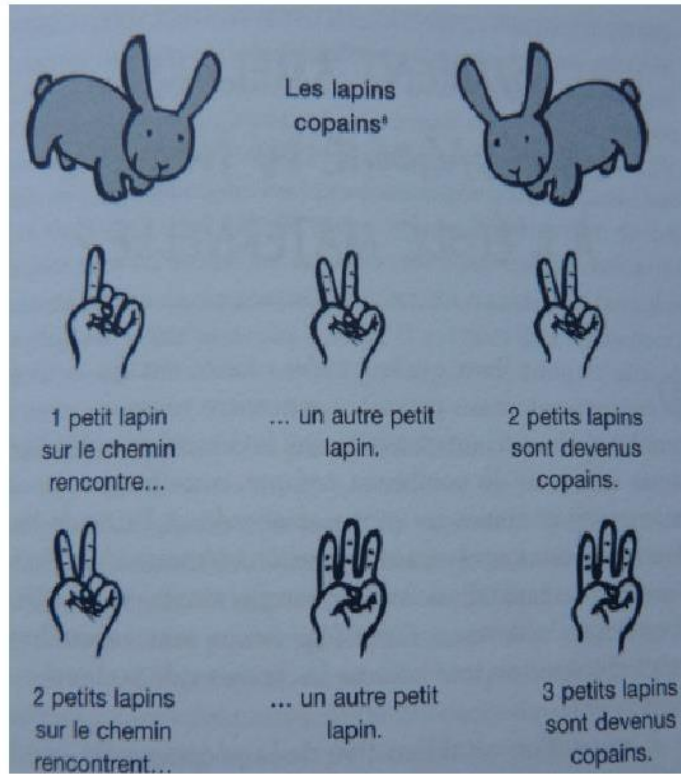 Les lapins
copains*
1 petit lapin
sur le chemin
rencontre...
... un autre petit
lapin.
2 petits lapins
sont devenus
copains.
2 petits lapins
sur le chemin
rencontrent...
... un autre petit
lapin.
3 petits lapins
sont devenus
copains.